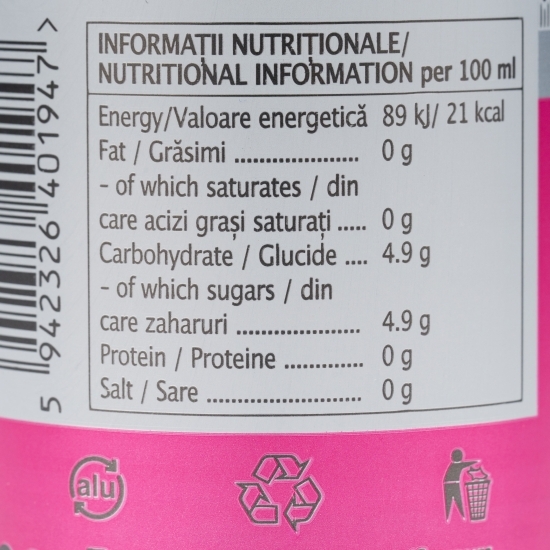 INFORMAȚII NUTRIȚIONALE/
NUTRITIONAL INFORMATION per 100 ml
Energy/Valoare energetică 89 kJ/ 21 kcal
Fat / Grăsimi .................. 0 g
- of which saturates / din
care acizi grași saturați ..... 0 g
Carbohydrate / Glucide .... 4.9 g
- of which sugars / din
care zaharuri .................. 4.9 g
Protein / Proteine ............ 0 g
Salt / Sare ....................... 0 g
5 942326 401947 >
alu